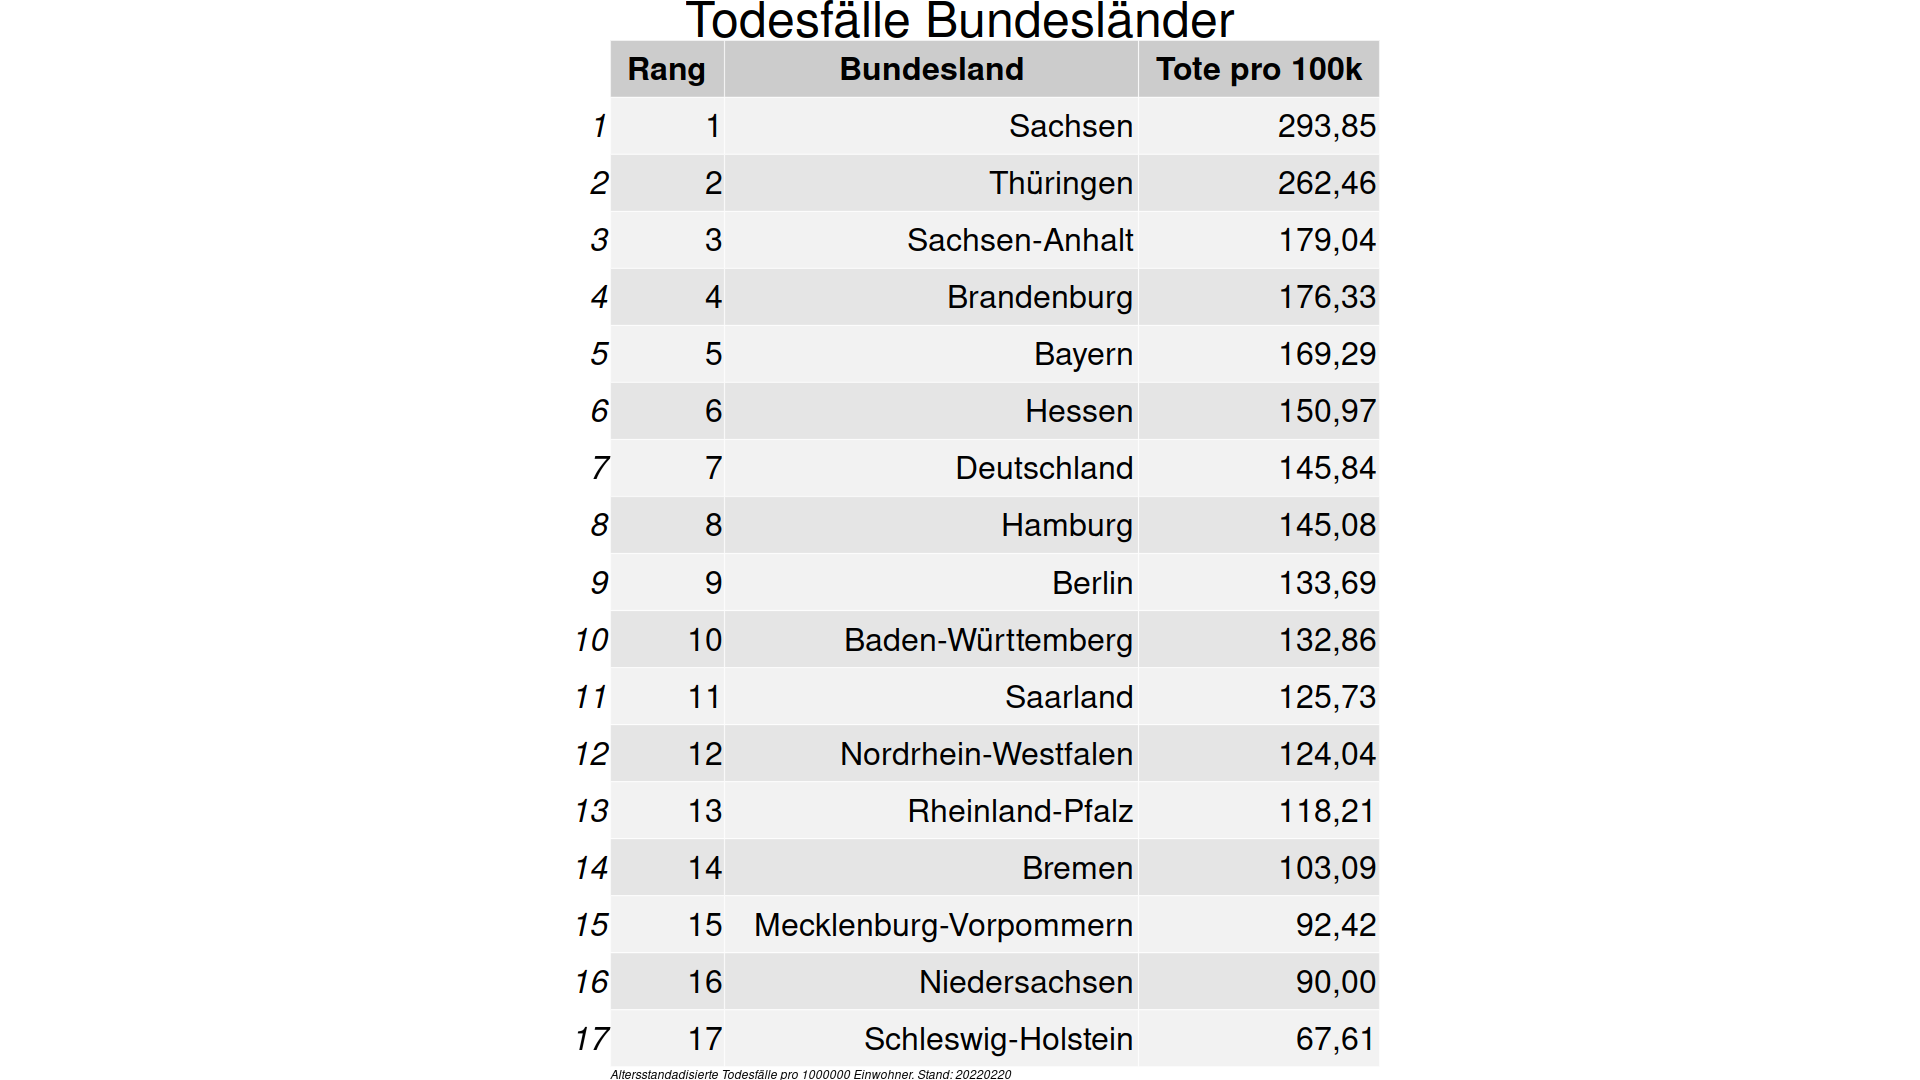 Todesfälle Bundesländer
Rang Bundesland Tote pro 100k
1 1 Sachsen 293,85
2 2 Thüringen 262,46
3 3 Sachsen-Anhalt 179,04
4 4 Brandenburg 176,33
5 5 Bayern 169,29
6 6 Hessen 150,97
7 7 Deutschland 145,84
8 8 Hamburg 145,08
9 9 Berlin 133,69
10 10 Baden-Württemberg 132,86
11 11 Saarland 125,73
12 12 Nordrhein-Westfalen 124,04
13 13 Rheinland-Pfalz 118,21
14 14 Bremen 103,09
15 15 Mecklenburg-Vorpommern 92,42
16 16 Niedersachsen 90,00
17 17 Schleswig-Holstein 67,61
Altersstandadisierte Todesfälle pro 1000000 Einwohner. Stand: 20220220